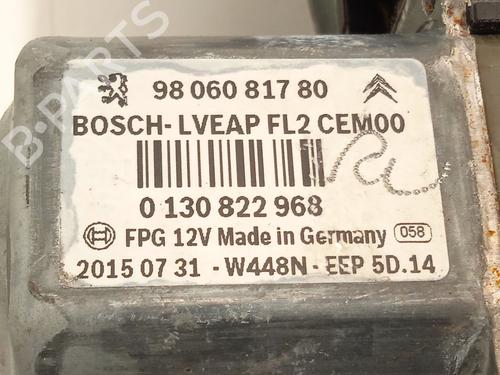 98 060 817 80
BOSCH- LVEAP FL2 CEM00
0 130 822 968
FPG 12V Made in Germany 058
2015 07 31 - W448N - EEP 5D.14
B-PARTS